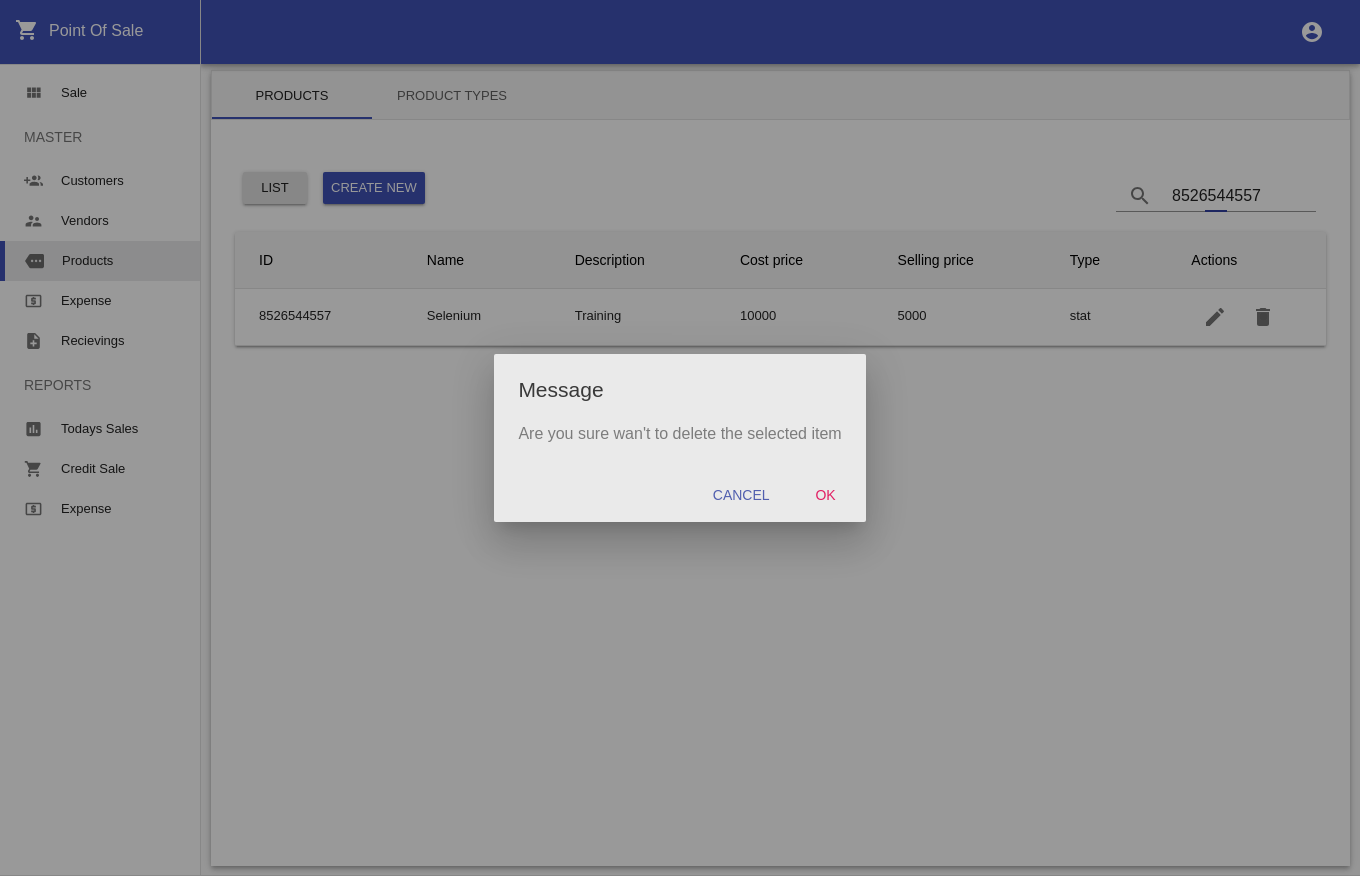 Point Of Sale
Sale
MASTER
Customers
Vendors
Products
Expense
Recievings
REPORTS
Todays Sales
Credit Sale
Expense
PRODUCTS PRODUCT TYPES
LIST CREATE NEW 8526544557
ID Name Description Cost price Selling price Type Actions
8526544557 Selenium Training 10000 5000 stat
Message
Are you sure wan't to delete the selected item
CANCEL OK